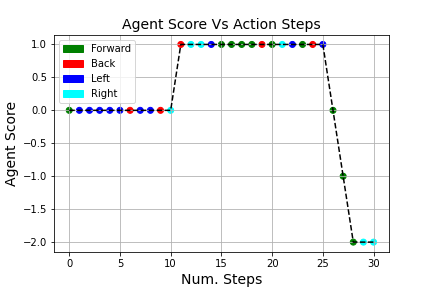 Agent Score Vs Action Steps
Agent Score
1.0
0.5
0.0
−0.5
−1.0
−1.5
−2.0
Forward
Back
Left
Right
0 5 10 15 20 25 30
Num. Steps